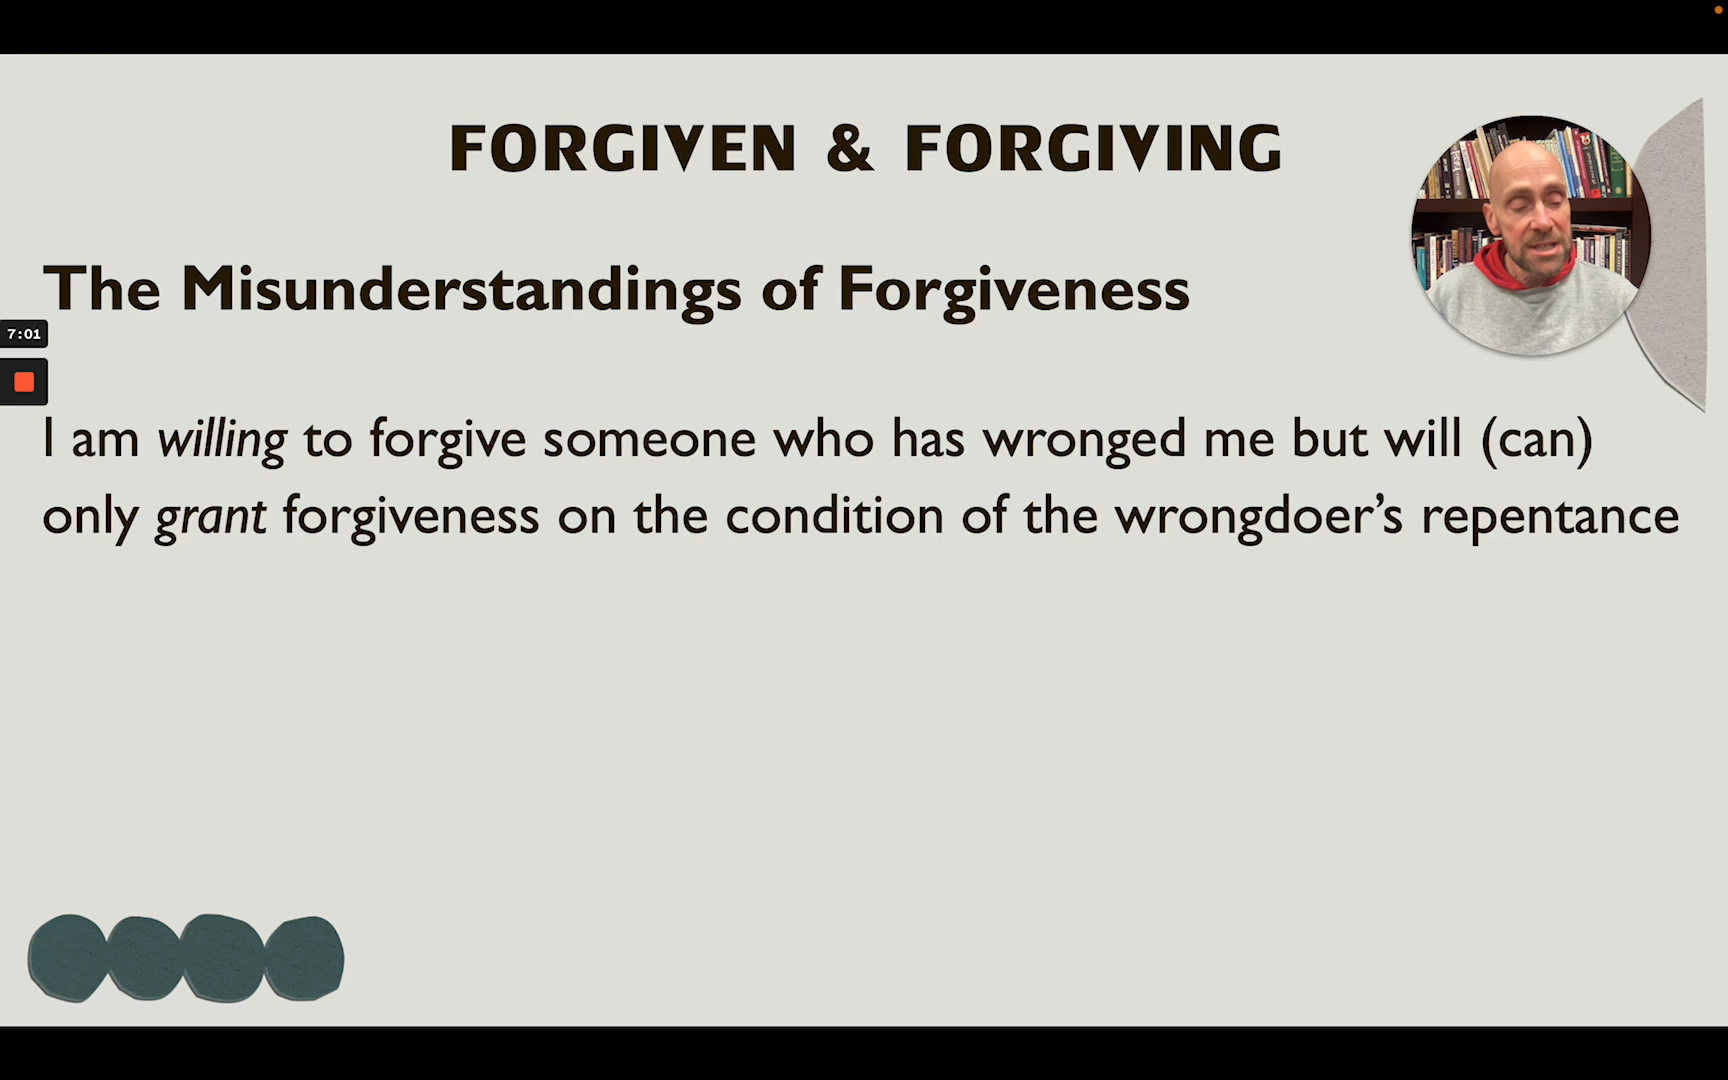 FORGIVEN & FORGIVING
The Misunderstandings of Forgiveness
7:01
I am willing to forgive someone who has wronged me but will (can)
only grant forgiveness on the condition of the wrongdoer’s repentance